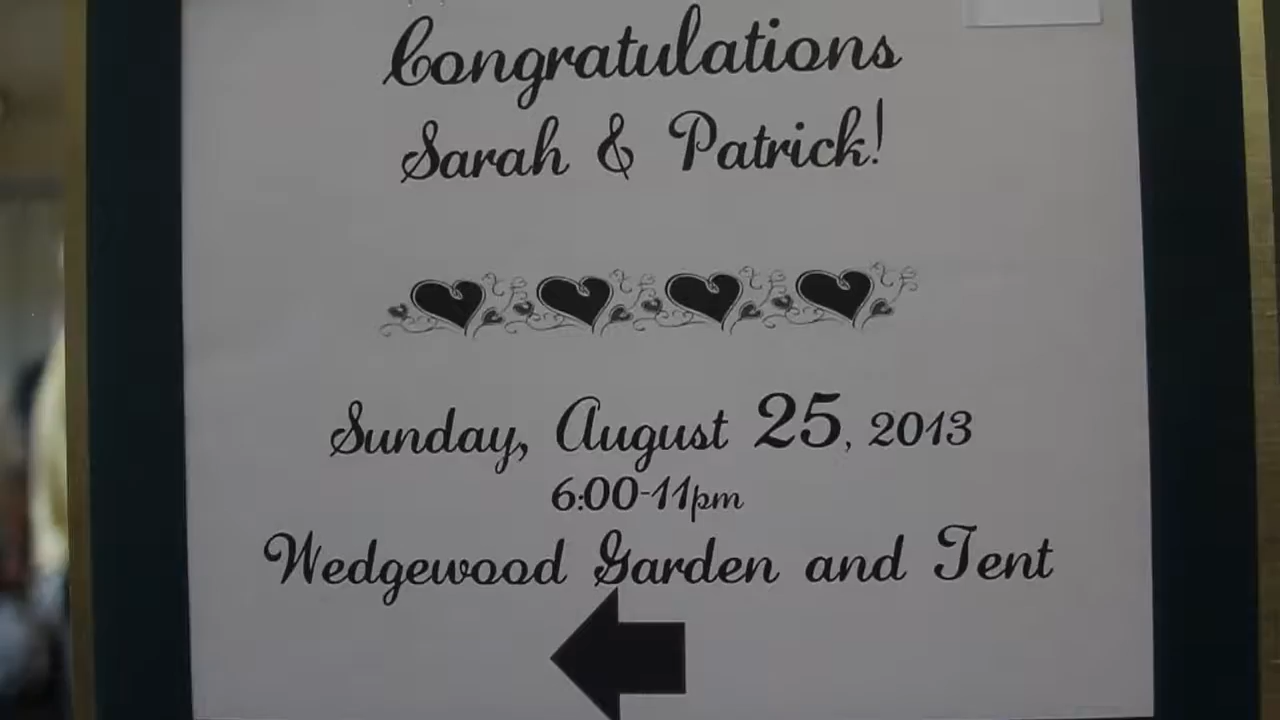 Congratulations
Sarah & Patrick!
Sunday, August 25, 2013
6:00-11pm
Wedgewood Garden and Tent